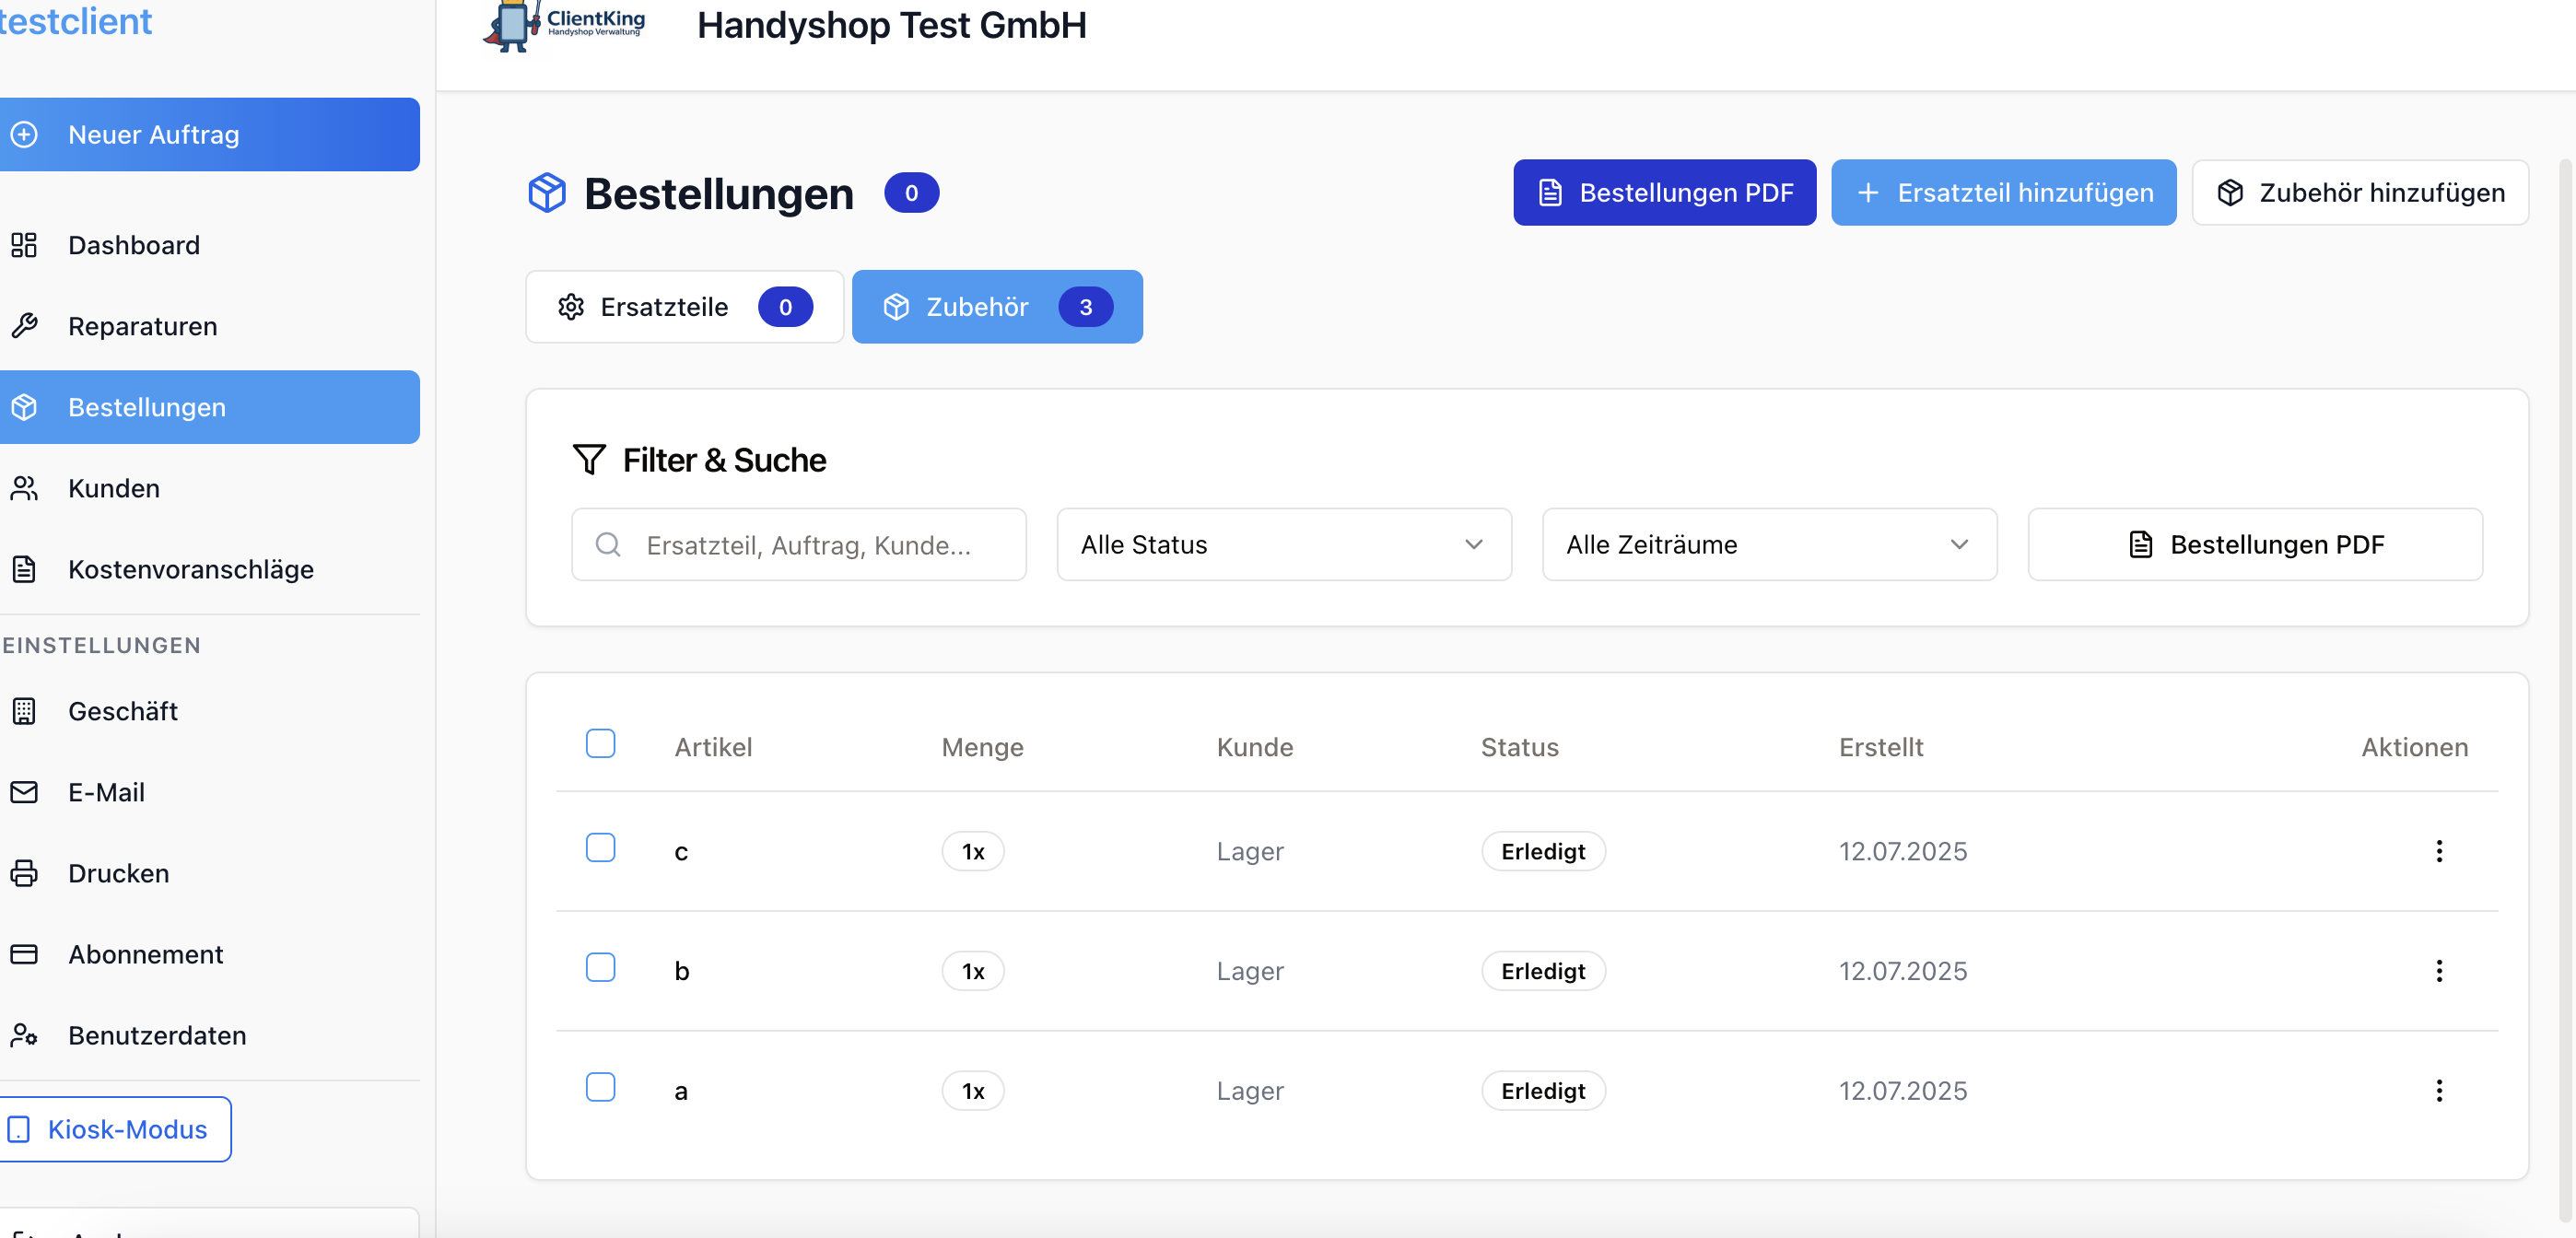 testclient
ClientKing
Handyshop Verwaltung
Handyshop Test GmbH
Neuer Auftrag
Dashboard
Reparaturen
Bestellungen
Kunden
Kostenvoranschläge
EINSTELLUNGEN
Geschäft
E-Mail
Drucken
Abonnement
Benutzerdaten
Kiosk-Modus
Bestellungen 0
Bestellungen PDF
Ersatzteil hinzufügen
Zubehör hinzufügen
Ersatzteile 0
Zubehör 3
Filter & Suche
Ersatzteil, Auftrag, Kunde...
Alle Status
Alle Zeiträume
Bestellungen PDF
Artikel Menge Kunde Status Erstellt Aktionen
c 1x Lager Erledigt 12.07.2025
b 1x Lager Erledigt 12.07.2025
a 1x Lager Erledigt 12.07.2025